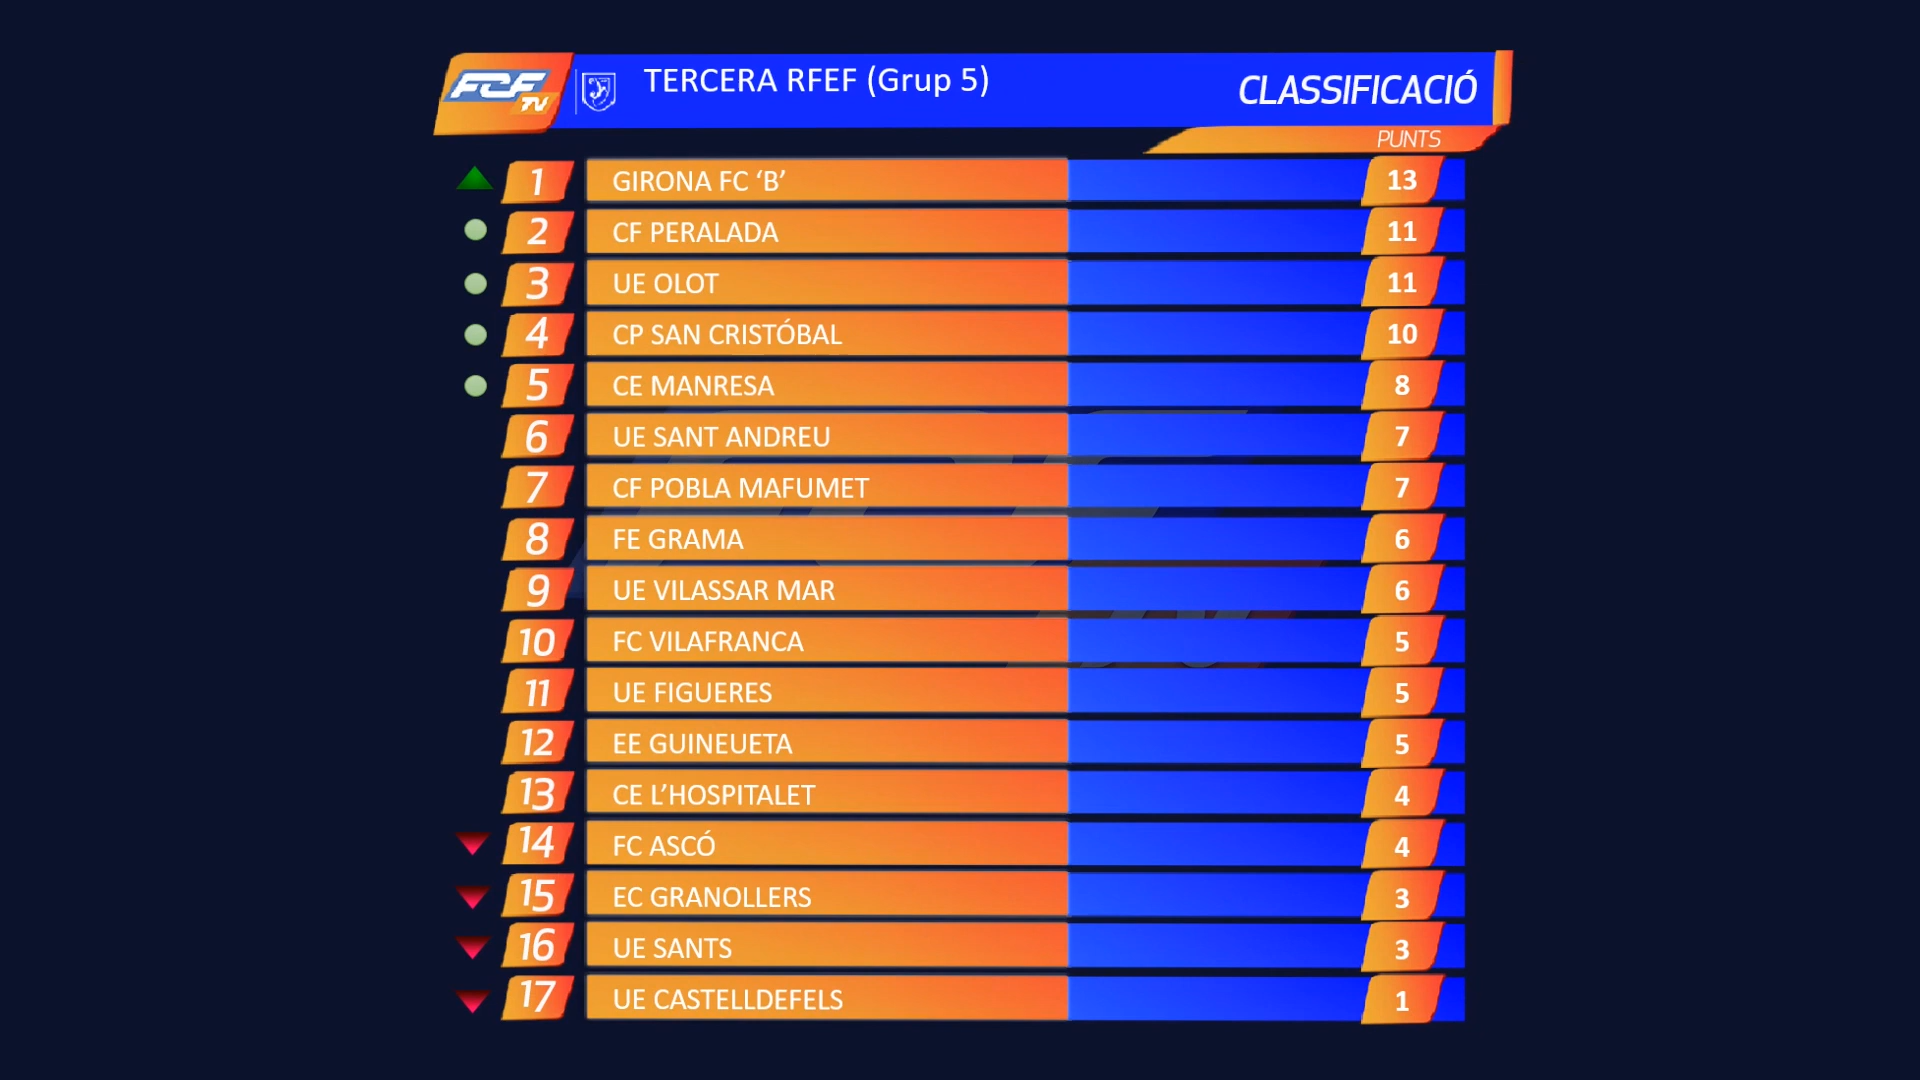 FCF TV
TERCERA RFEF (Grup 5)
CLASSIFICACIÓ
PUNTS
1 GIRONA FC ‘B’ 13
2 CF PERALADA 11
3 UE OLOT 11
4 CP SAN CRISTÓBAL 10
5 CE MANRESA 8
6 UE SANT ANDREU 7
7 CF POBLA MAFUMET 7
8 FE GRAMA 6
9 UE VILASSAR MAR 6
10 FC VILAFRANCA 5
11 UE FIGUERES 5
12 EE GUINEUETA 5
13 CE L’HOSPITALET 4
14 FC ASCÓ 4
15 EC GRANOLLERS 3
16 UE SANTS 3
17 UE CASTELLDEFELS 1